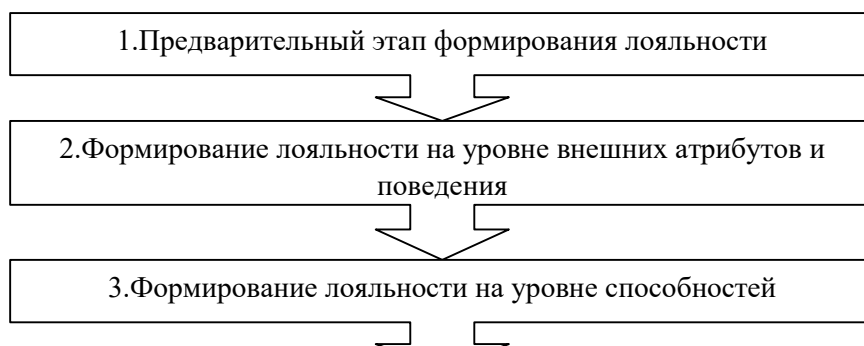 1.Предварительный этап формирования лояльности
2.Формирование лояльности на уровне внешних атрибутов и
поведения
3.Формирование лояльности на уровне способностей